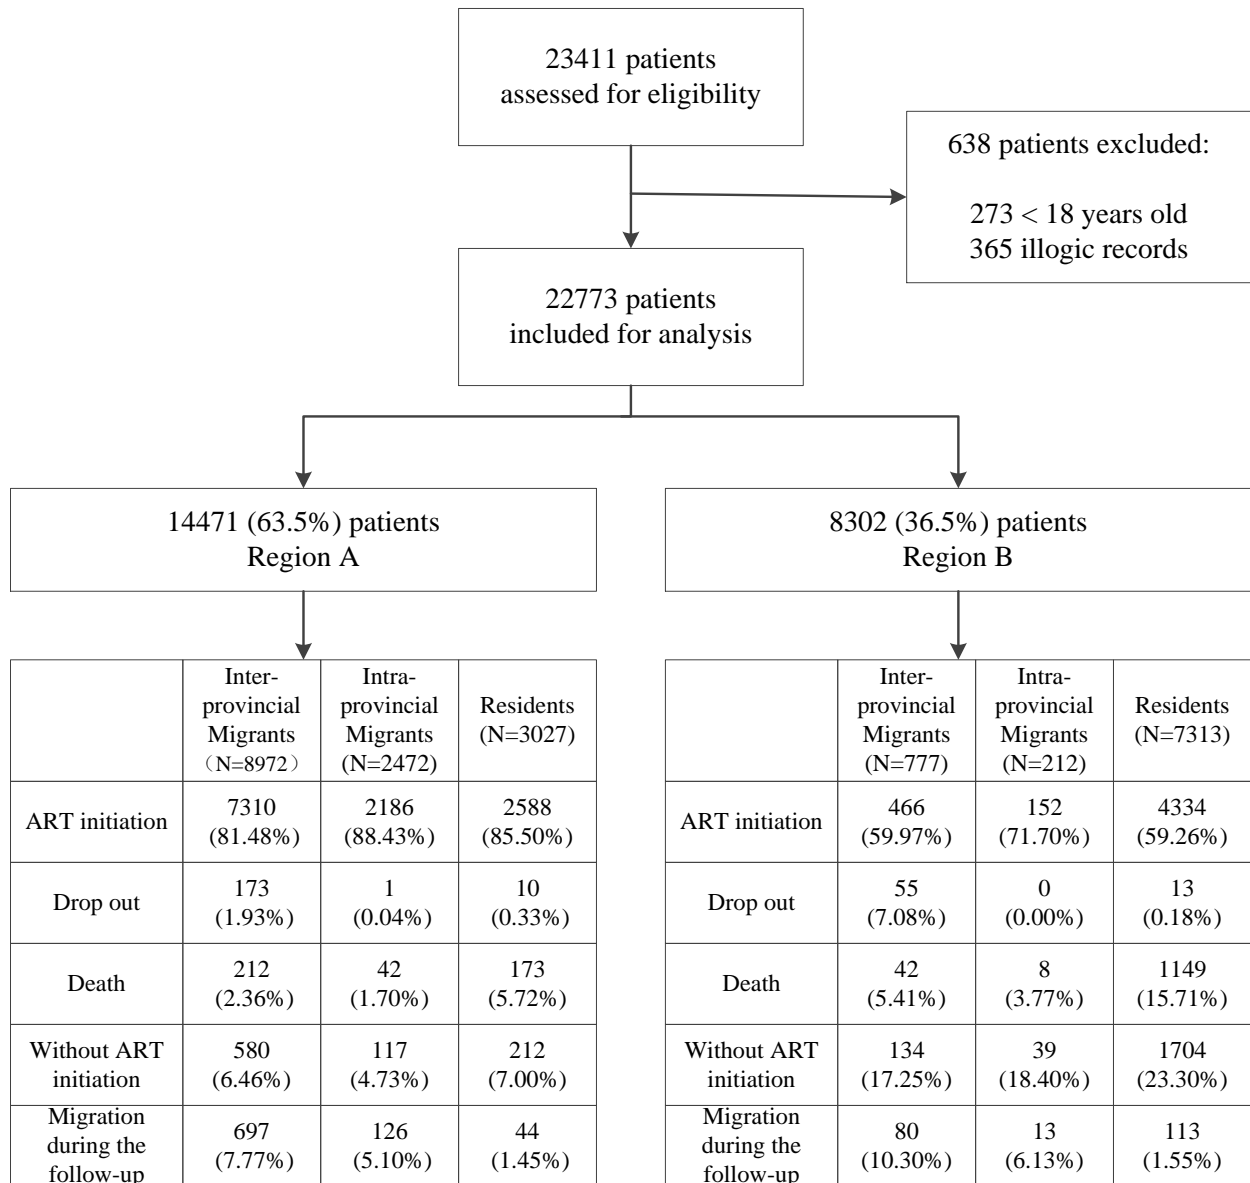 23411 patients
assessed for eligibility
638 patients excluded:
273 < 18 years old
365 illogic records
22773 patients
included for analysis
14471 (63.5%) patients
Region A
8302 (36.5%) patients
Region B
Inter-
provincial
Migrants
（N=8972）
Intra-
provincial
Migrants
(N=2472)
Residents
(N=3027)
ART initiation
7310
(81.48%)
2186
(88.43%)
2588
(85.50%)
Drop out
173
(1.93%)
1
(0.04%)
10
(0.33%)
Death
212
(2.36%)
42
(1.70%)
173
(5.72%)
Without ART
initiation
580
(6.46%)
117
(4.73%)
212
(7.00%)
Migration
during the
follow-up
697
(7.77%)
126
(5.10%)
44
(1.45%)
Inter-
provincial
Migrants
(N=777)
Intra-
provincial
Migrants
(N=212)
Residents
(N=7313)
ART initiation
466
(59.97%)
152
(71.70%)
4334
(59.26%)
Drop out
55
(7.08%)
0
(0.00%)
13
(0.18%)
Death
42
(5.41%)
8
(3.77%)
1149
(15.71%)
Without ART
initiation
134
(17.25%)
39
(18.40%)
1704
(23.30%)
Migration
during the
follow-up
80
(10.30%)
13
(6.13%)
113
(1.55%)